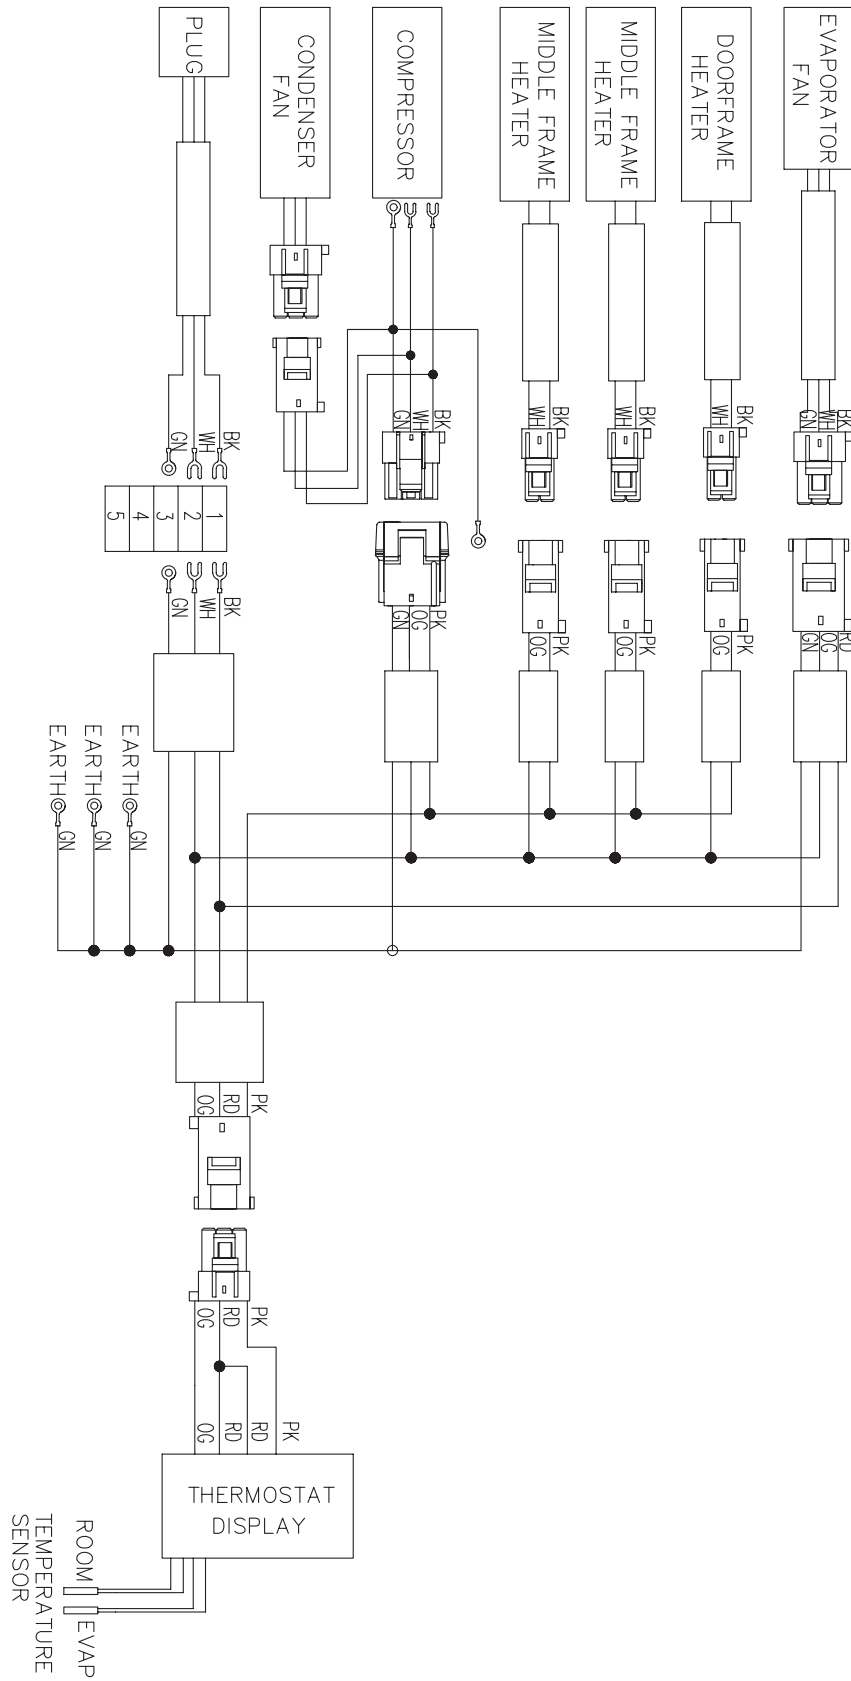 PLUG
CONDENSER
FAN
COMPRESSOR
MIDDLE FRAME
HEATER
MIDDLE FRAME
HEATER
DOORFRAME
HEATER
EVAPORATOR
FAN
BK
WH
GN
BK
WH
GN
BK
WH
BK
WH
BK
WH
BK
WH
GN
1
2
3
4
5
BK
WH
GN
PK
OG
GN
PK
OG
PK
OG
PK
OG
RD
OG
GN
EARTH
GN
EARTH
GN
EARTH
GN
PK
RD
OG
PK
RD
OG
PK
RD
RD
OG
THERMOSTAT
DISPLAY
ROOM
EVAP
TEMPERATURE
SENSOR